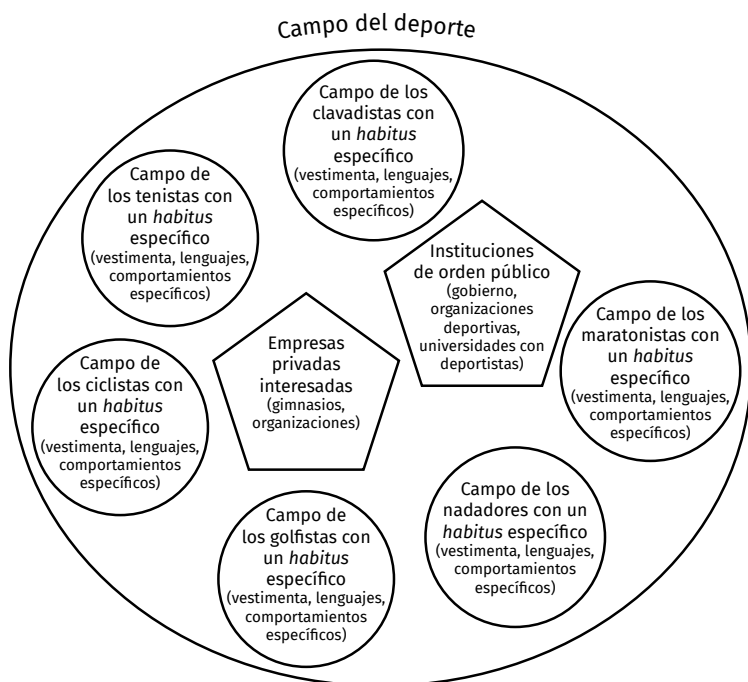 Campo del deporte
Campo de los
clavadistas con
un habitus
específico
(vestimenta, lenguajes,
comportamientos
específicos)
Campo de
los tenistas con
un habitus
específico
(vestimenta, lenguajes,
comportamientos
específicos)
Instituciones
de orden público
(gobierno,
organizaciones
deportivas,
universidades con
deportistas)
Campo de los
maratonistas con
un habitus
específico
(vestimenta, lenguajes,
comportamientos
específicos)
Empresas
privadas
interesadas
(gimnasios,
organizaciones)
Campo de
los ciclistas con
un habitus
específico
(vestimenta, lenguajes,
comportamientos
específicos)
Campo de los
nadadores con un
habitus específico
(vestimenta, lenguajes,
comportamientos
específicos)
Campo de
los golfistas con
un habitus
específico
(vestimenta, lenguajes,
comportamientos
específicos)